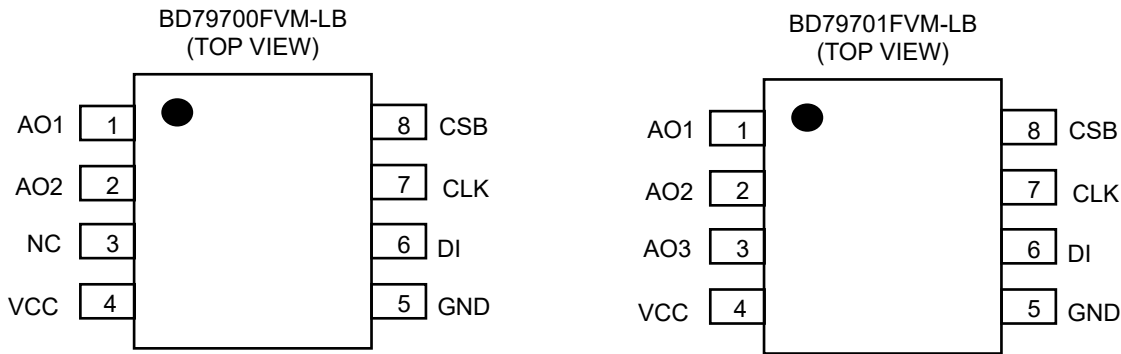 BD79700FVM-LB
(TOP VIEW)
AO1 1
8 CSB
AO2 2
7 CLK
NC 3
6 DI
VCC 4
5 GND
BD79701FVM-LB
(TOP VIEW)
AO1 1
8 CSB
AO2 2
7 CLK
AO3 3
6 DI
VCC 4
5 GND